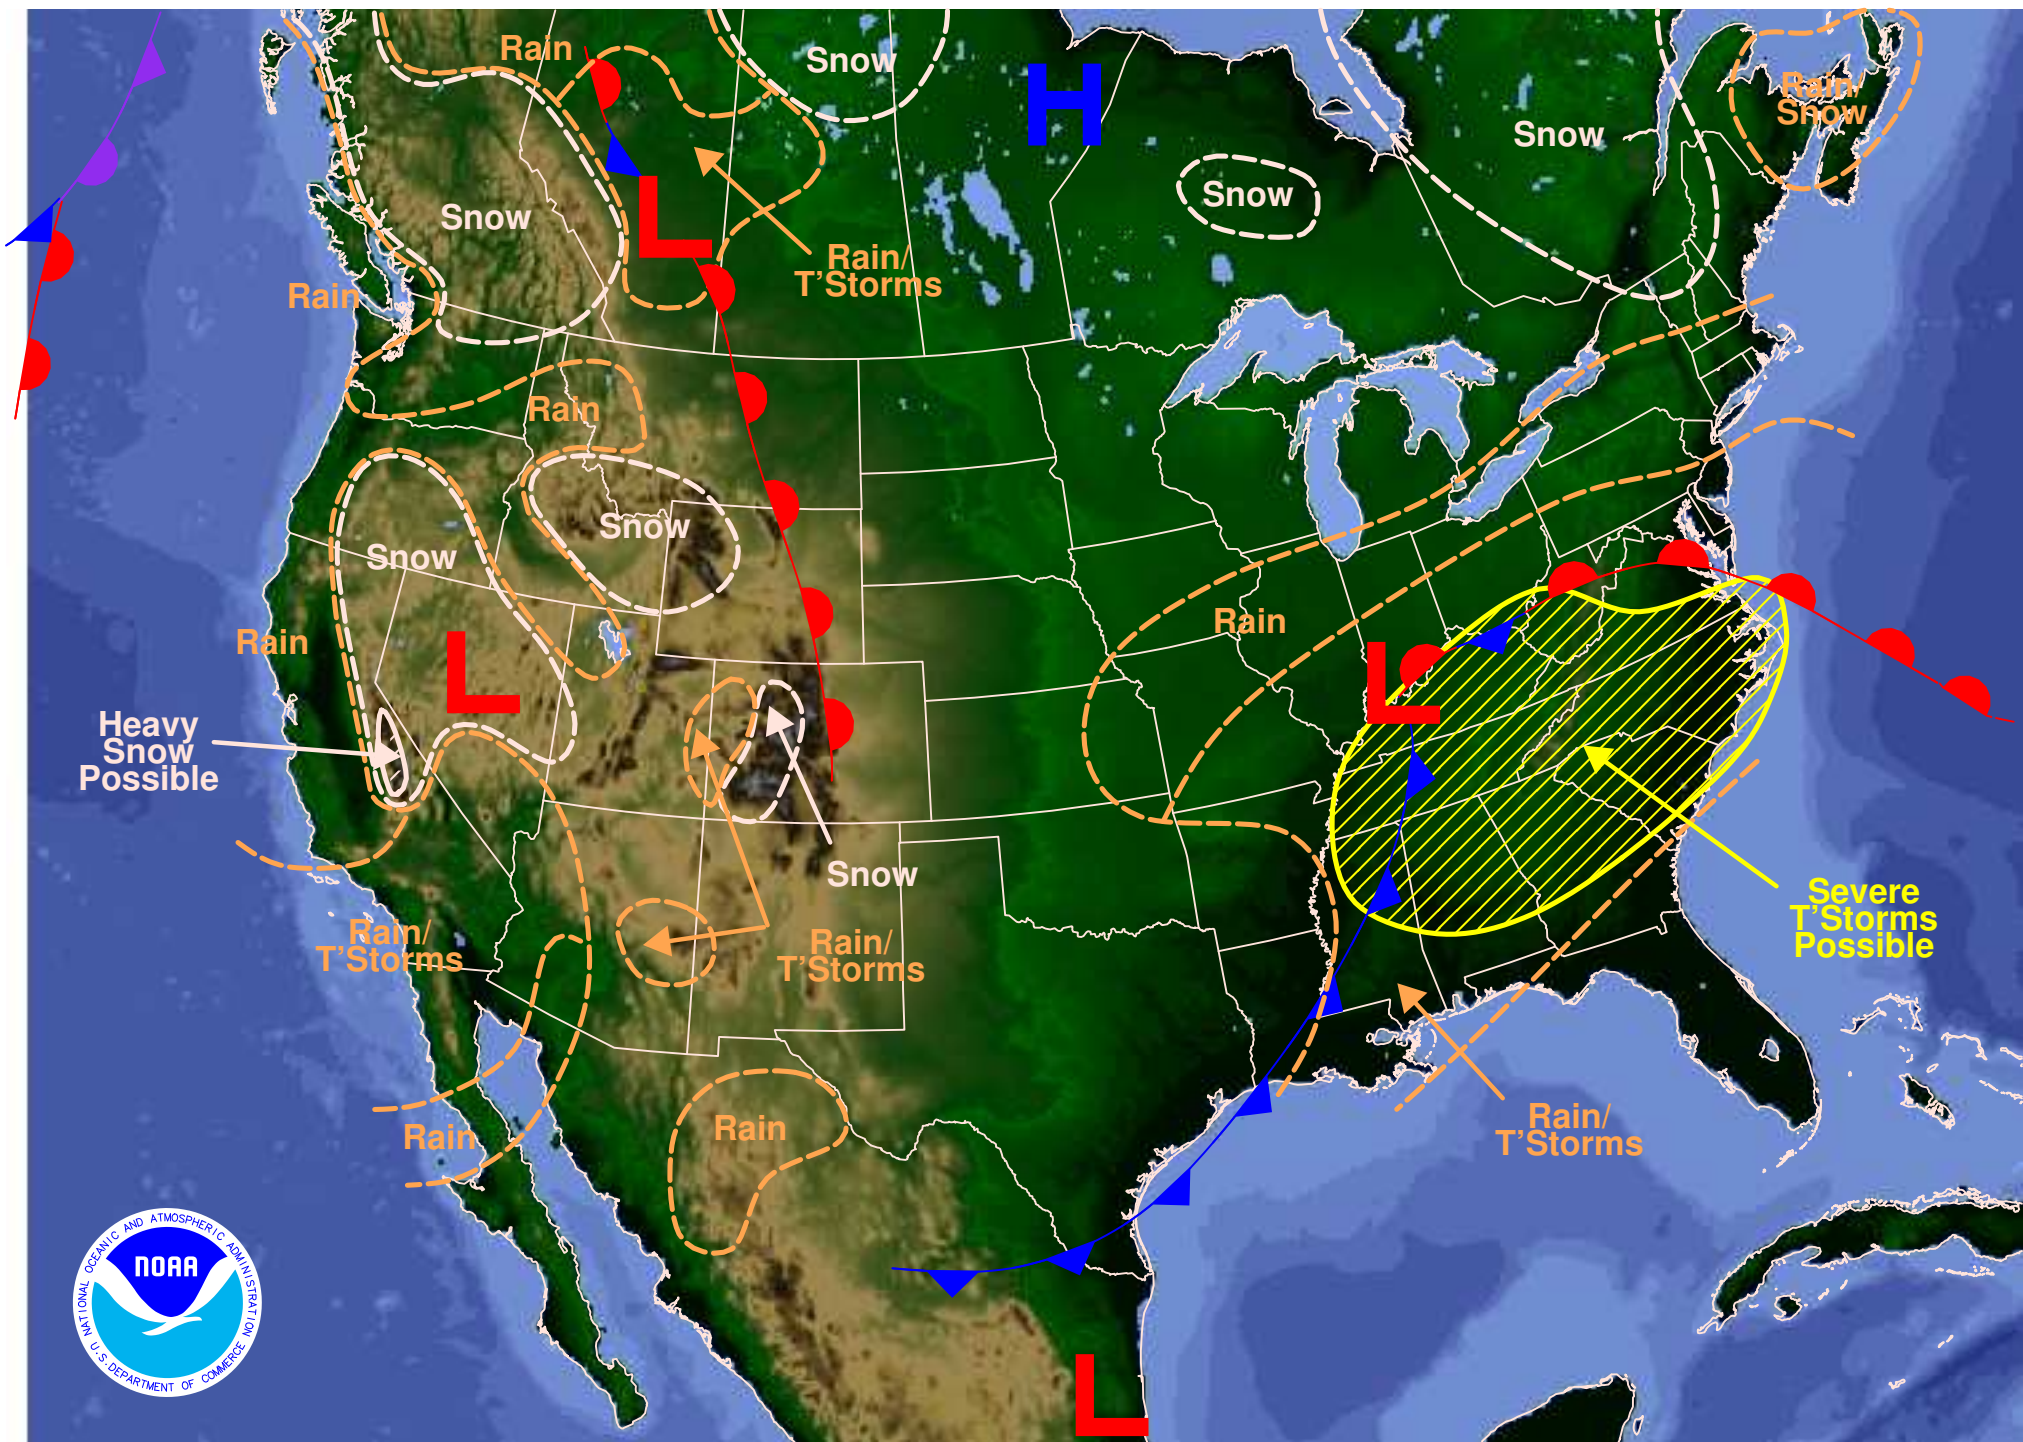 Rain
Snow
H
Rain/
Snow
Snow
Snow
Snow
L
Rain/
T'Storms
Rain
Rain
Snow
Snow
Rain
Rain
L
L
Heavy
Snow
Possible
Snow
Severe
T'Storms
Possible
Rain/
T'Storms
Rain/
T'Storms
Rain
Rain
Rain/
T'Storms
L
NATIONAL OCEANIC AND ATMOSPHERIC ADMINISTRATION
NOAA
U.S. DEPARTMENT OF COMMERCE